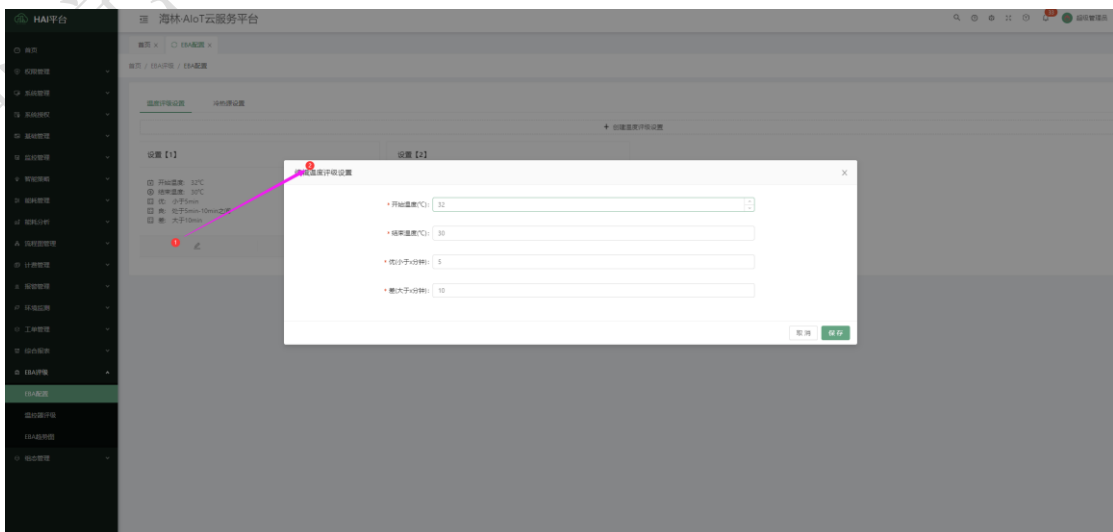 HAI平台
海林·AIoT云服务平台
超级管理员
首页
首页 × EBA配置 ×
首页 / EBA评级 / EBA配置
权限管理
系统管理
系统授权
基础管理
监控管理
智能策略
能耗管理
能耗分析
远程费管理
计费管理
报警管理
环境监测
工单管理
综合报表
EBA评级
EBA配置
温控器评级
EBA趋势图
组态管理
温度评级设置 冷热源设置
+ 创建温度评级设置
设置【1】 设置【2】
开始温度: 32℃
结束温度: 30℃
优: 小于5min
良: 处于5min-10min之间
差: 大于10min
1
2
编辑温度评级设置
* 开始温度(℃): 32
* 结束温度(℃): 30
* 优(小于x分钟): 5
* 差(大于x分钟): 10
取消 保存